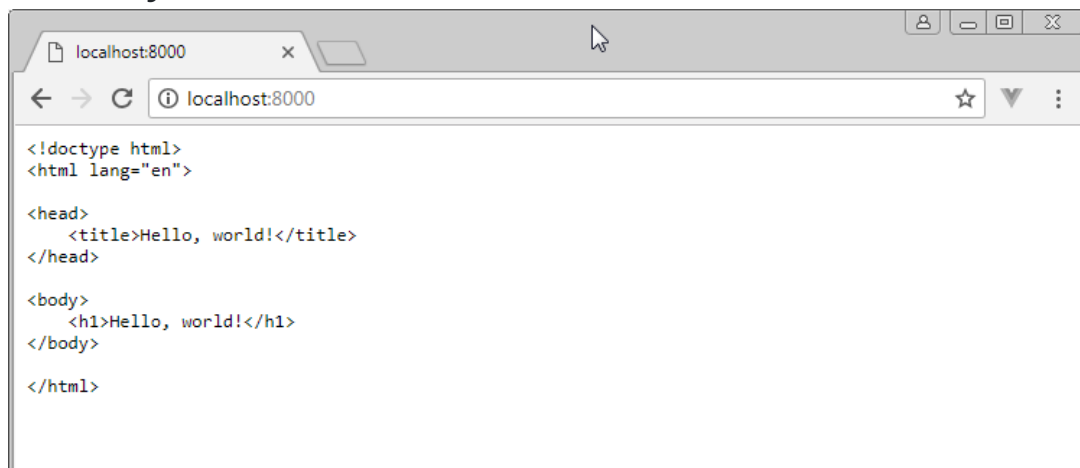 localhost:8000
localhost:8000
<!doctype html>
<html lang="en">
<head>
    <title>Hello, world!</title>
</head>
<body>
    <h1>Hello, world!</h1>
</body>
</html>